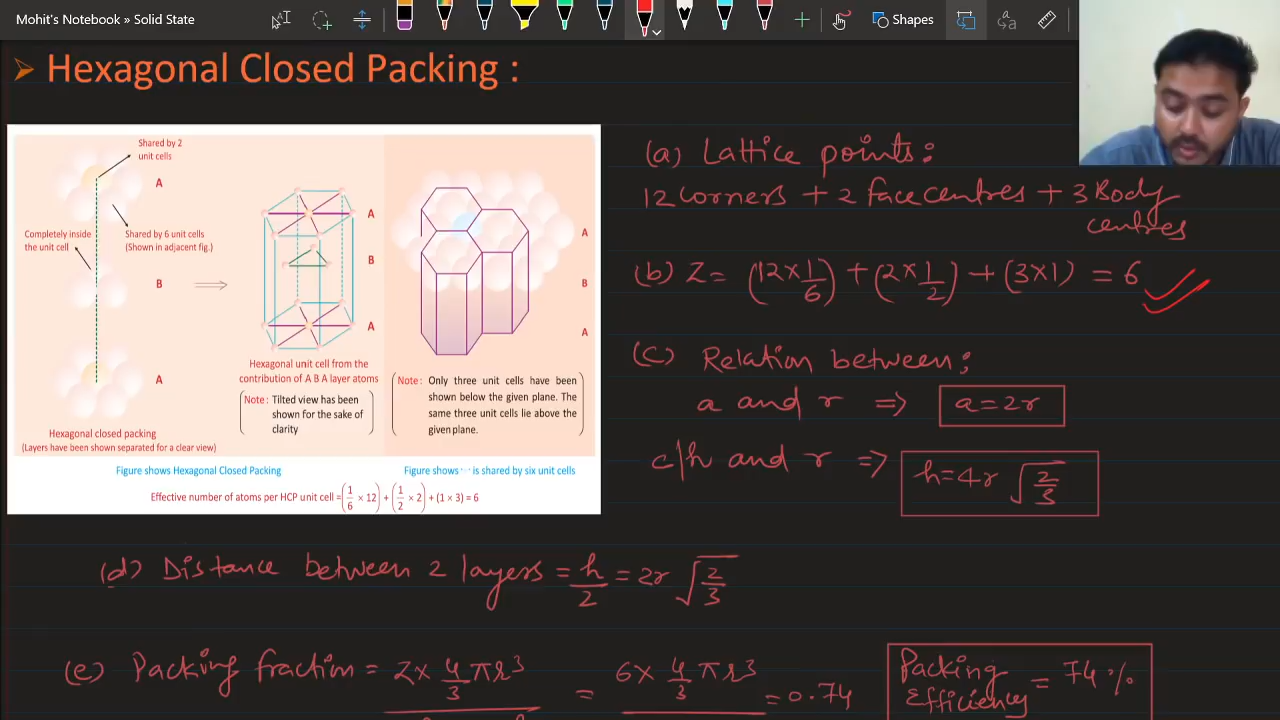 Mohit's Notebook » Solid State
Shapes
➤ Hexagonal Closed Packing :
Shared by 2
unit cells
A
Completely inside
the unit cell
Shared by 6 unit cells
(Shown in adjacent fig.)
B
A
Hexagonal closed packing
(Layers have been shown separated for a clear view)
A
B
A
Hexagonal unit cell from the
contribution of A B A layer atoms
Note : Tilted view has been
shown for the sake of
clarity
A
B
A
Note : Only three unit cells have been
shown below the given plane. The
same three unit cells lie above the
given plane.
Figure shows Hexagonal Closed Packing
Figure shows is shared by six unit cells
Effective number of atoms per HCP unit cell = (1/6 × 12) + (1/2 × 2) + (1 × 3) = 6
(a) Lattice points:
12 corners + 2 face centres + 3 Body
centres
(b) Z = (12 × 1/6) + (2 × 1/2) + (3 × 1) = 6
(c) Relation between:
a and r ⇒ a = 2r
c/h and r ⇒ h = 4r √(2/3)
(d) Distance between 2 layers = h/2 = 2r √(2/3)
(e) Packing fraction = Z × 4/3 πr³ = 6 × 4/3 πr³ = 0.74
Packing
Efficiency = 74 %